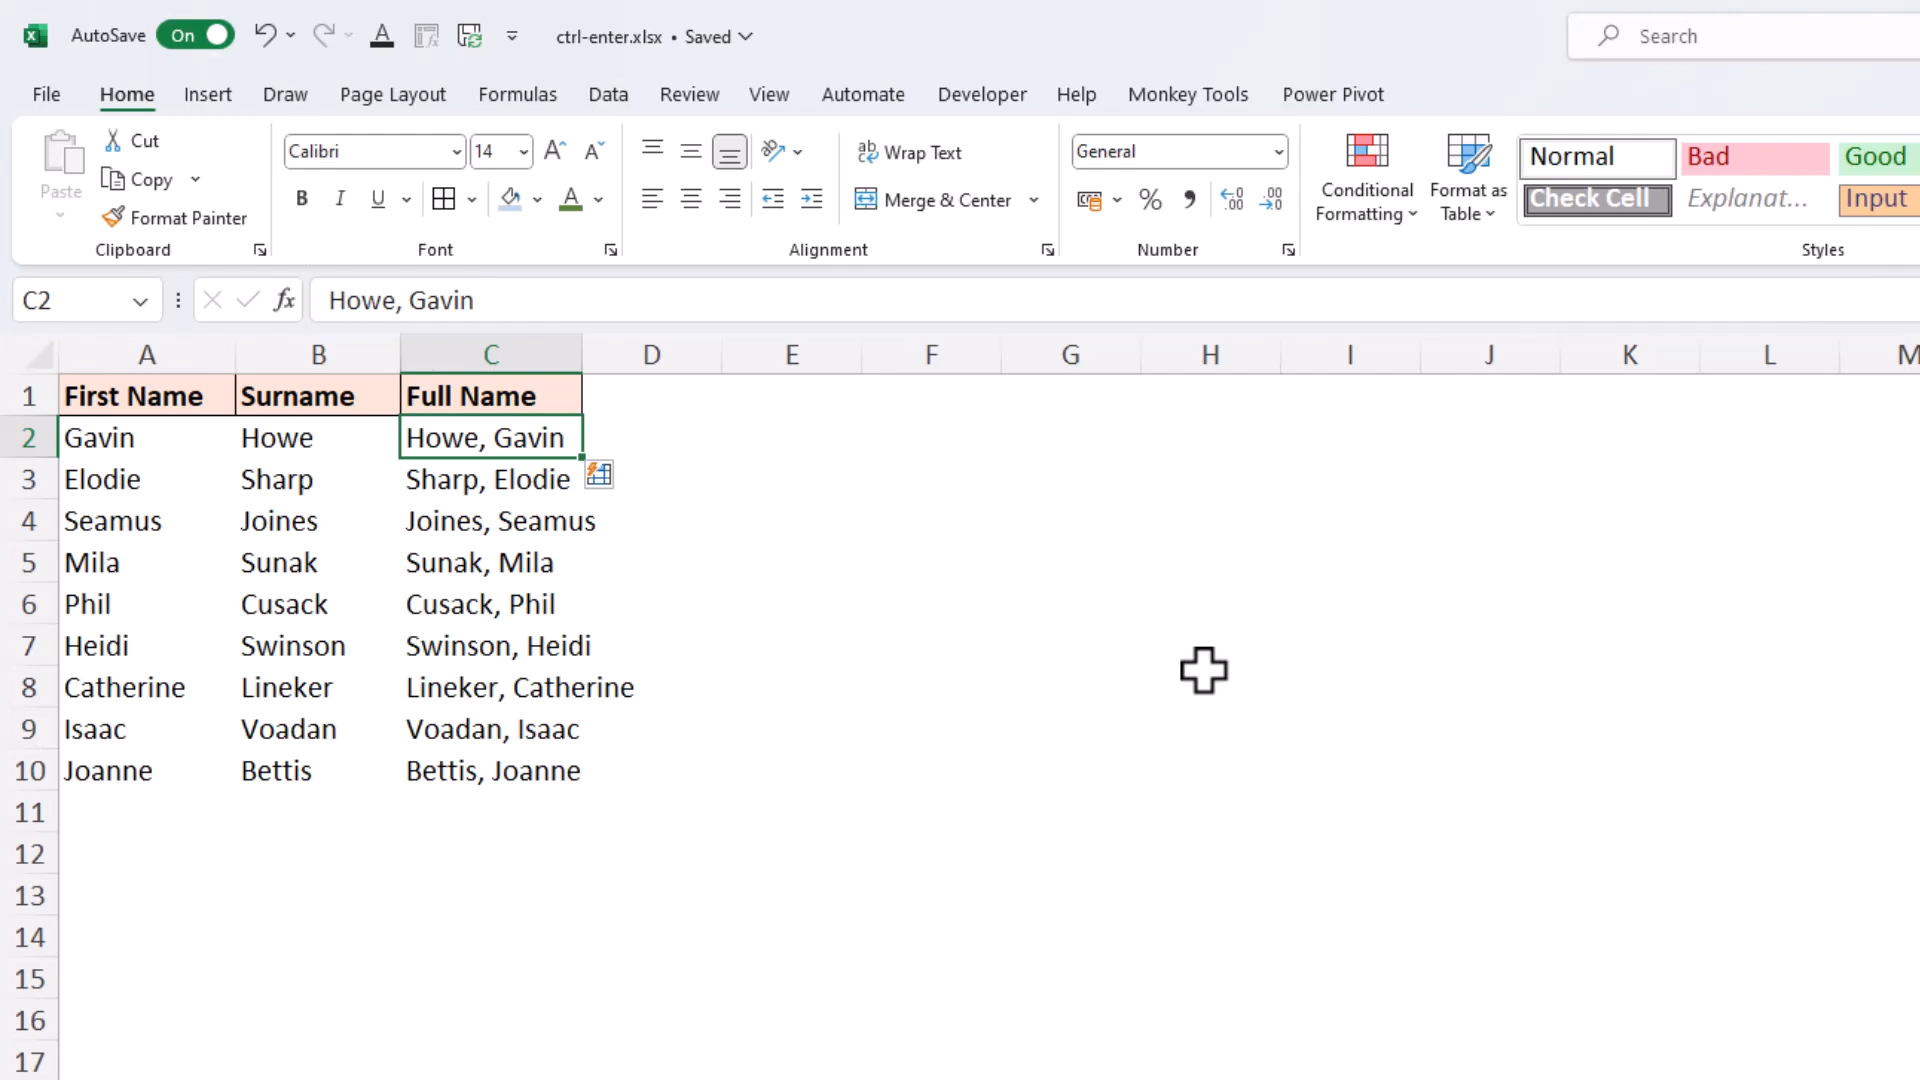 AutoSave On ctrl-enter.xlsx • Saved Search
File Home Insert Draw Page Layout Formulas Data Review View Automate Developer Help Monkey Tools Power Pivot
Paste
Cut
Copy
Format Painter
Clipboard
Calibri 14
B I U A
Font
ab Wrap Text
Merge & Center
Alignment
General
% 9 .00 .00
Number
Conditional Formatting
Format as Table
Normal Bad Good
Check Cell Explanat... Input
Styles
C2 fx Howe, Gavin
A B C D E F G H I J K L M
1 First Name Surname Full Name
2 Gavin Howe Howe, Gavin
3 Elodie Sharp Sharp, Elodie
4 Seamus Joines Joines, Seamus
5 Mila Sunak Sunak, Mila
6 Phil Cusack Cusack, Phil
7 Heidi Swinson Swinson, Heidi
8 Catherine Lineker Lineker, Catherine
9 Isaac Voadan Voadan, Isaac
10 Joanne Bettis Bettis, Joanne
11
12
13
14
15
16
17